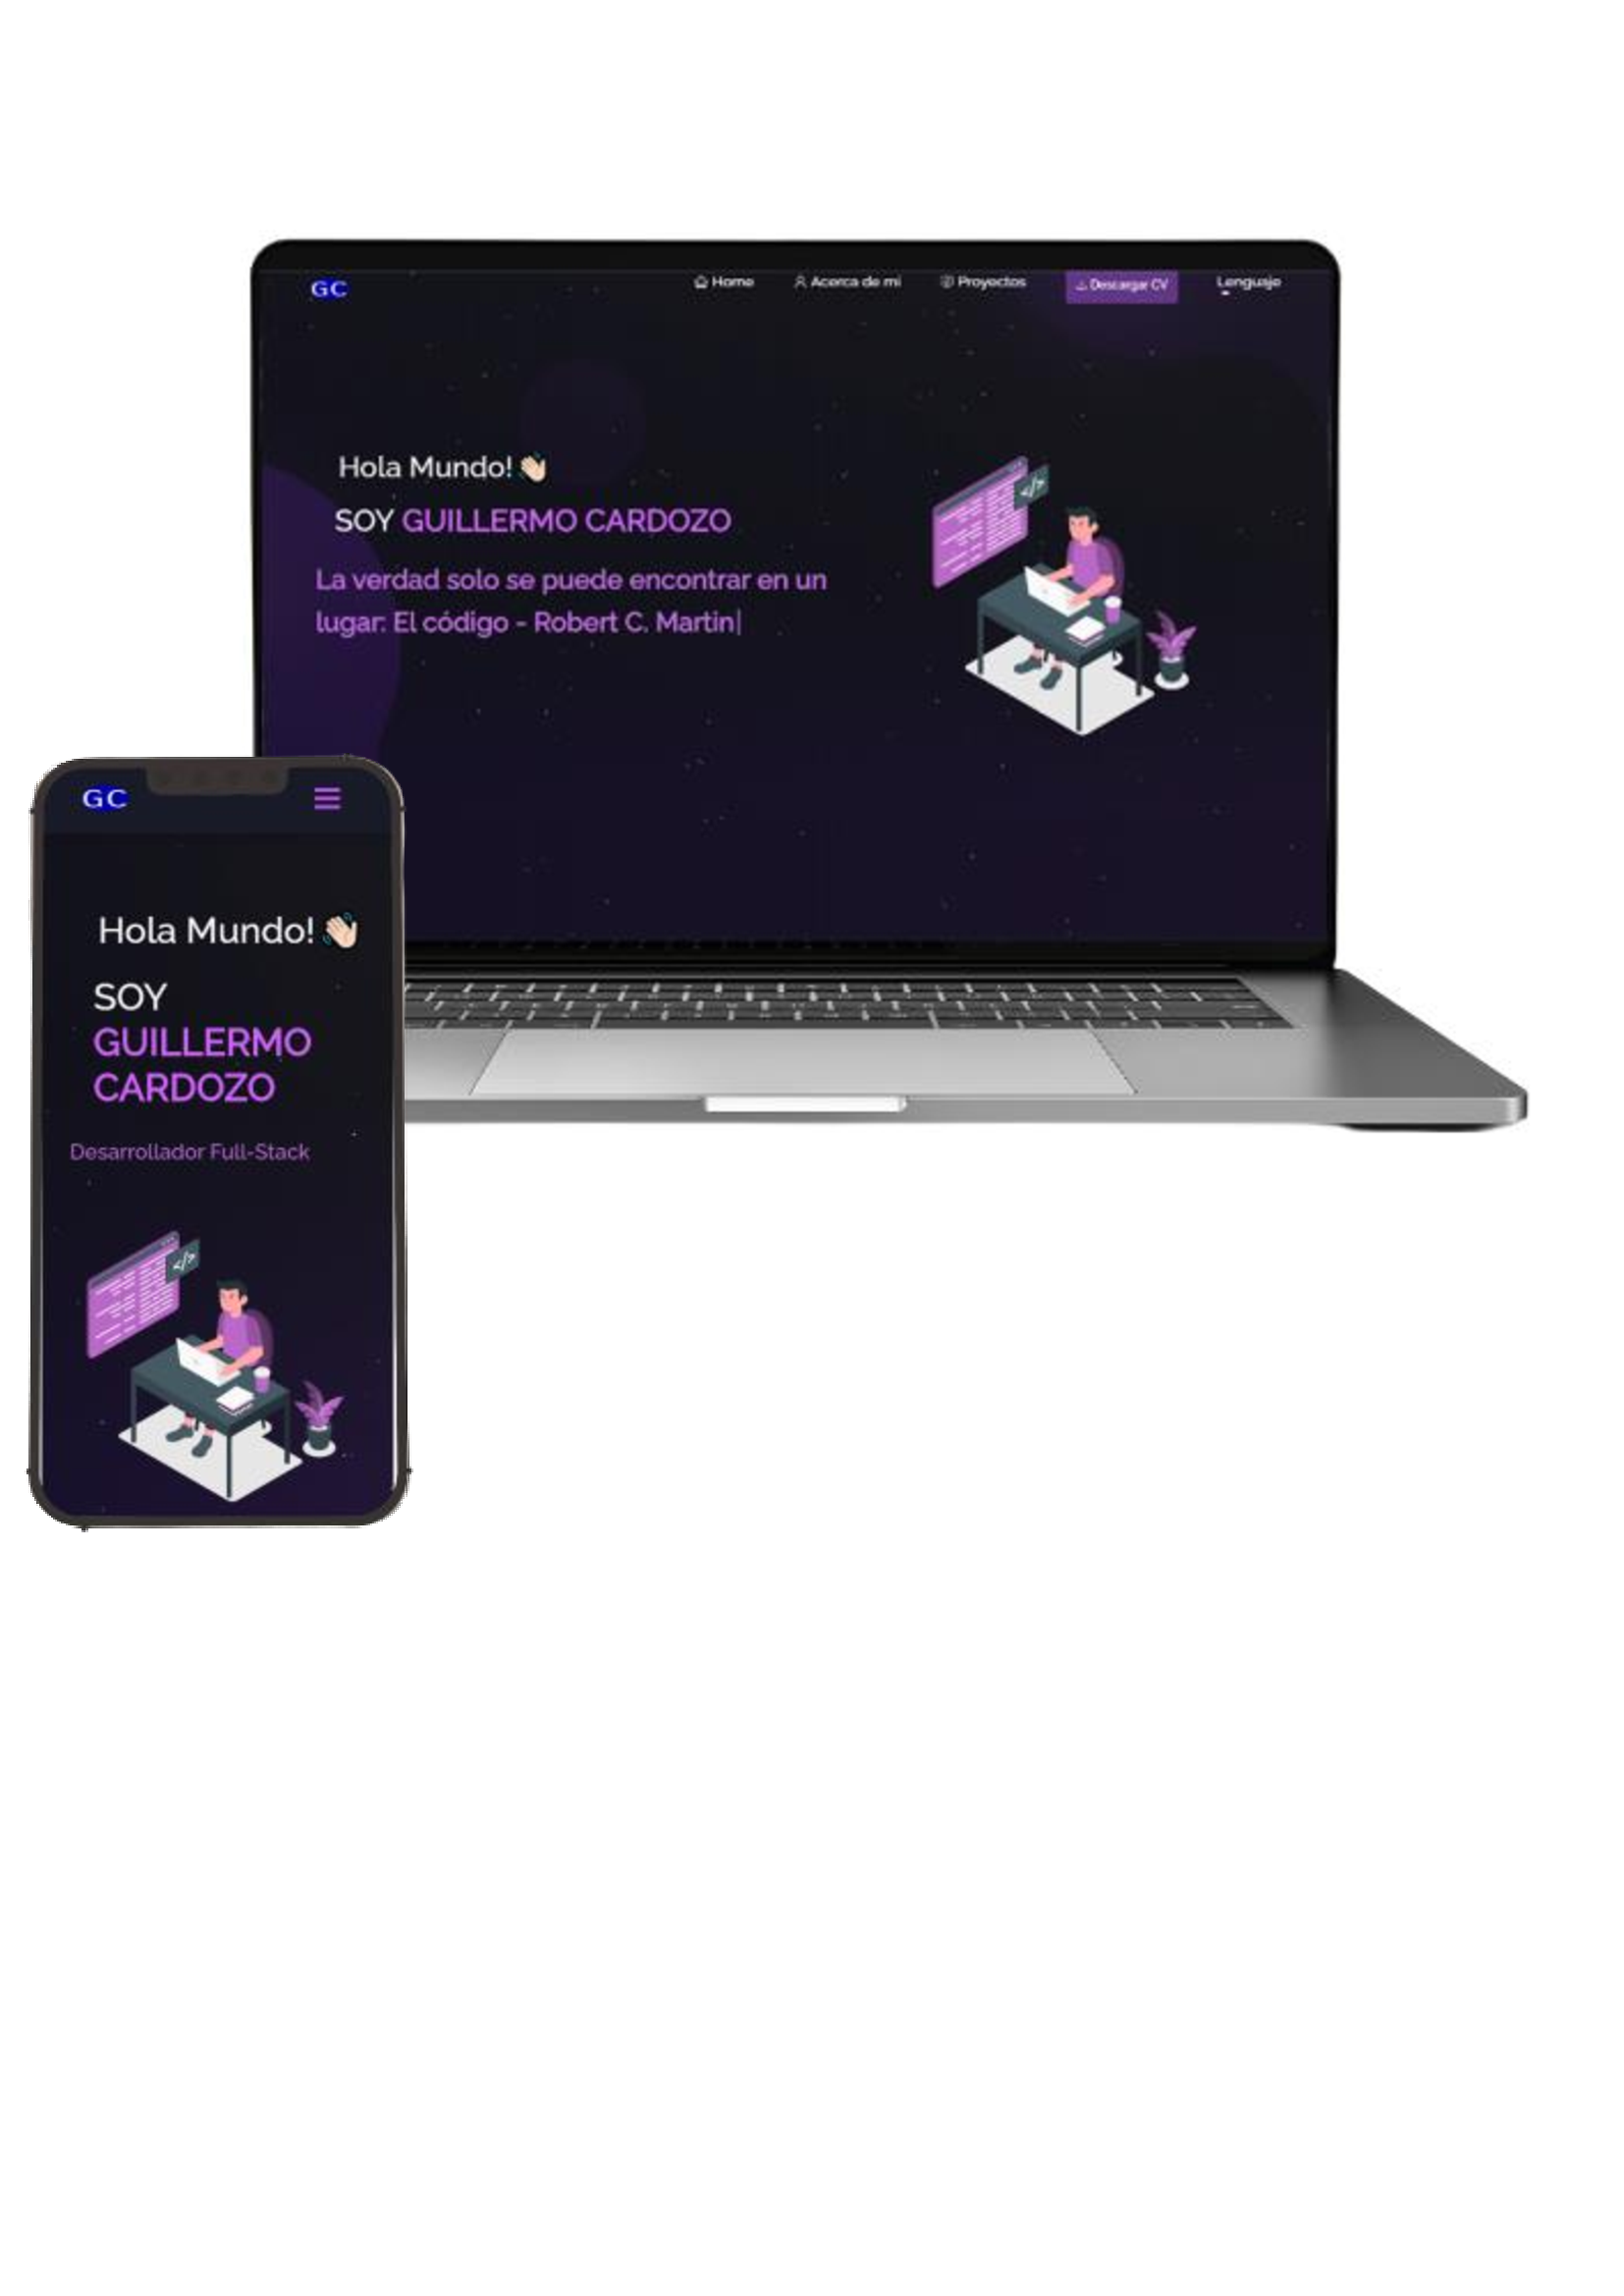 GC
Home
Acerca de mi
Proyectos
Descargar CV
Lenguaje
Hola Mundo! 👋🏻
SOY GUILLERMO CARDOZO
La verdad solo se puede encontrar en un
lugar: El código - Robert C. Martin|
</>
GC
Hola Mundo! 👋🏻
SOY
GUILLERMO
CARDOZO
Desarrollador Full-Stack
</>